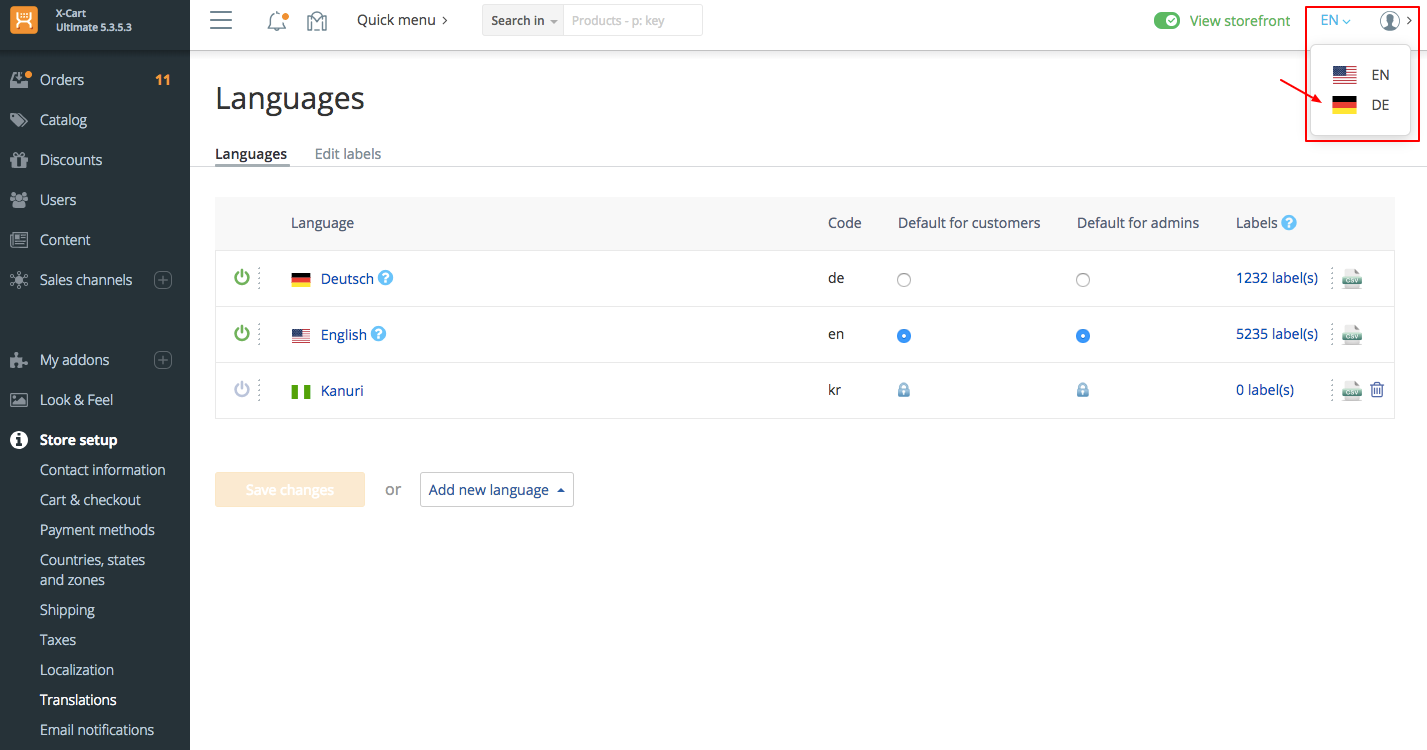 X-Cart
Ultimate 5.3.5.3
Quick menu
Search in
Products - p: key
View storefront
EN
EN
DE
Orders 11
Catalog
Discounts
Users
Content
Sales channels
My addons
Look & Feel
Store setup
Contact information
Cart & checkout
Payment methods
Countries, states
and zones
Shipping
Taxes
Localization
Translations
Email notifications
Languages
Languages Edit labels
Language Code Default for customers Default for admins Labels ?
Deutsch ? de 1232 label(s) CSV
English ? en 5235 label(s) CSV
Kanuri kr 0 label(s) CSV
Save changes or Add new language